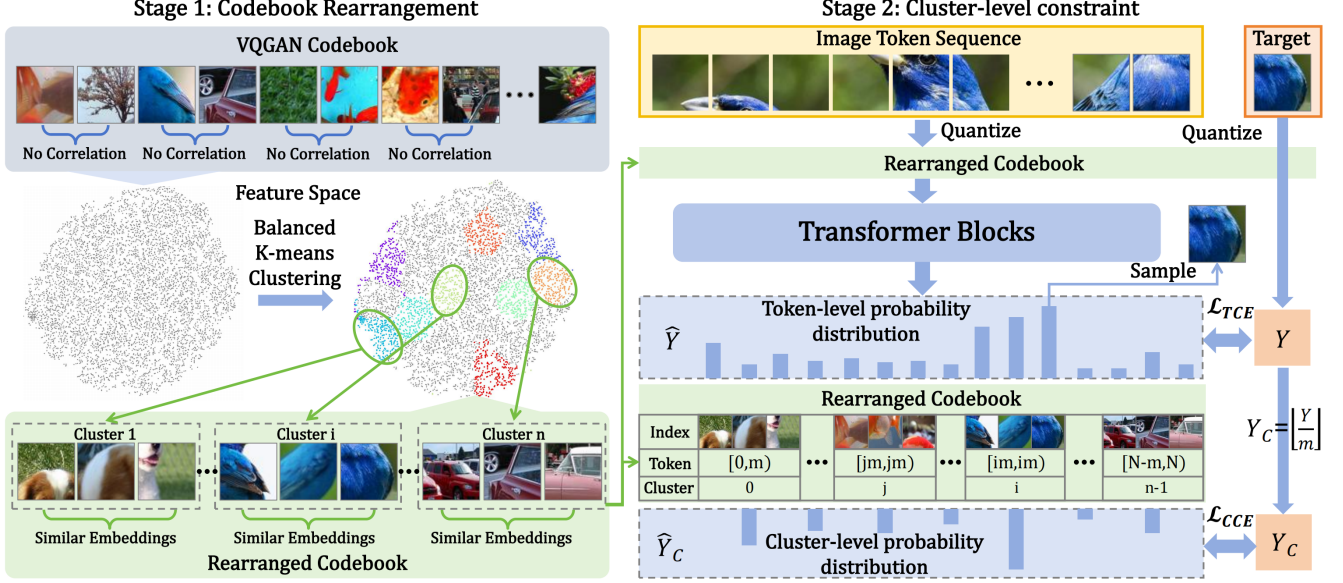 Stage 1: Codebook Rearrangement
VQGAN Codebook
...
No Correlation No Correlation No Correlation No Correlation
Feature Space
Balanced
K-means
Clustering
Cluster 1 Cluster i Cluster n
... ...
Similar Embeddings Similar Embeddings Similar Embeddings
Rearranged Codebook
Stage 2: Cluster-level constraint
Image Token Sequence
...
Target
Quantize
Quantize
Rearranged Codebook
Transformer Blocks
Sample
Token-level probability
distribution
Ŷ
ℒ_TCE
Y
Rearranged Codebook
Index
Token [0,m) ... [jm,jm) ... [im,im) ... [N-m,N)
Cluster 0 j i n-1
Y_C=⌊Y/m⌋
Ŷ_C
Cluster-level probability
distribution
ℒ_CCE
Y_C